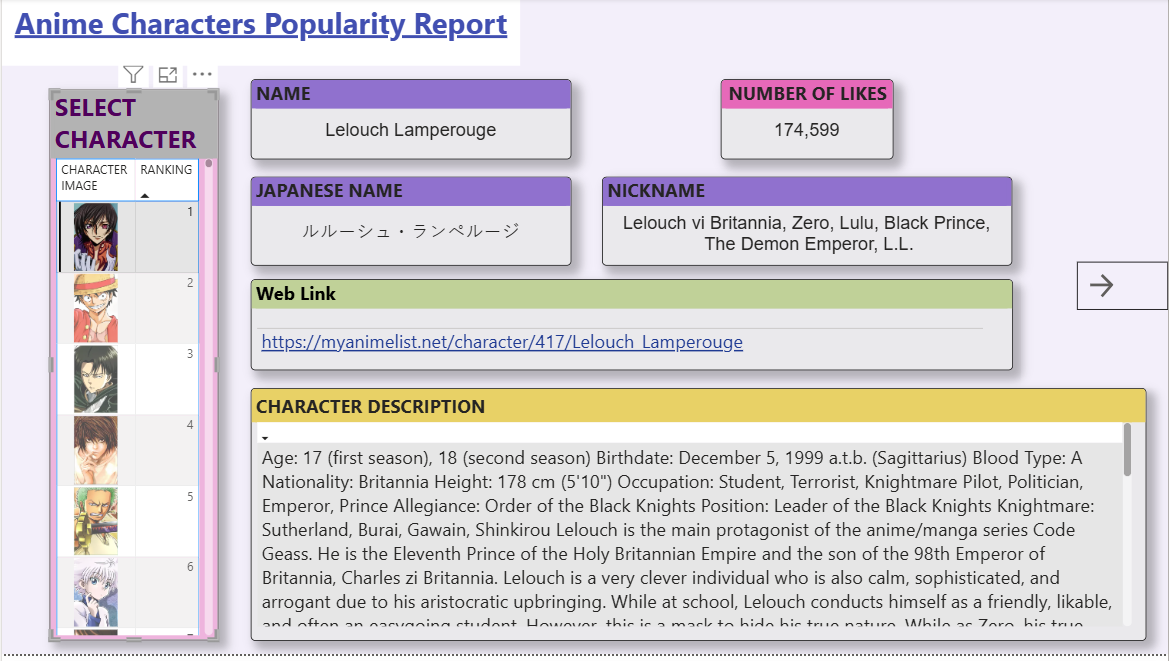 Anime Characters Popularity Report
SELECT
CHARACTER
CHARACTER
IMAGE
RANKING
1
2
3
4
5
6
NAME
Lelouch Lamperouge
NUMBER OF LIKES
174,599
JAPANESE NAME
ルルーシュ・ランペルージ
NICKNAME
Lelouch vi Britannia, Zero, Lulu, Black Prince,
The Demon Emperor, L.L.
Web Link
https://myanimelist.net/character/417/Lelouch_Lamperouge
CHARACTER DESCRIPTION
Age: 17 (first season), 18 (second season) Birthdate: December 5, 1999 a.t.b. (Sagittarius) Blood Type: A
Nationality: Britannia Height: 178 cm (5'10") Occupation: Student, Terrorist, Knightmare Pilot, Politician,
Emperor, Prince Allegiance: Order of the Black Knights Position: Leader of the Black Knights Knightmare:
Sutherland, Burai, Gawain, Shinkirou Lelouch is the main protagonist of the anime/manga series Code
Geass. He is the Eleventh Prince of the Holy Britannian Empire and the son of the 98th Emperor of
Britannia, Charles zi Britannia. Lelouch is a very clever individual who is also calm, sophisticated, and
arrogant due to his aristocratic upbringing. While at school, Lelouch conducts himself as a friendly, likable,
and often an easygoing student. However, this is a mask to hide his true nature. While as Zero, his true